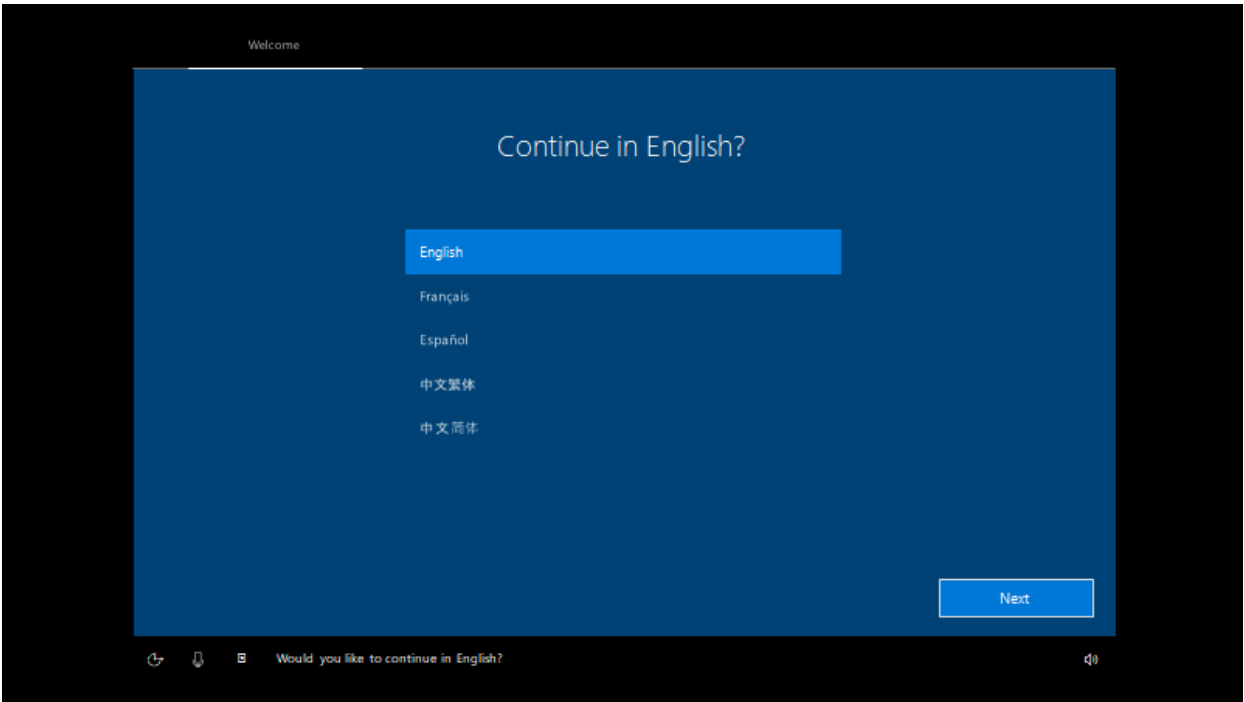 Welcome
Continue in English?
English
Français
Español
中文繁体
中文简体
Next
Would you like to continue in English?